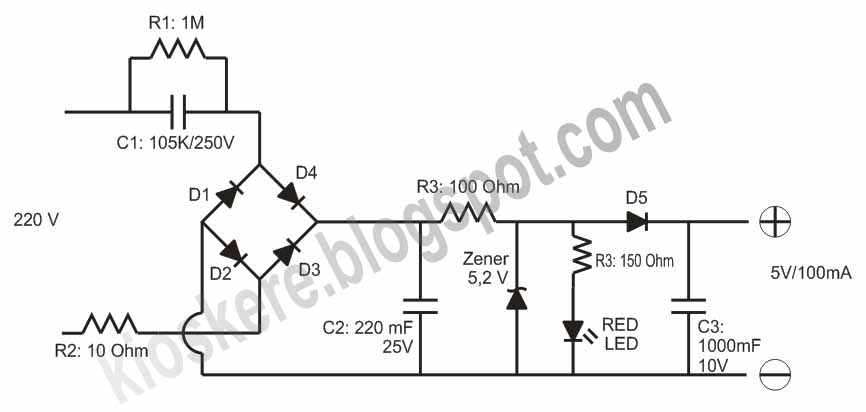 R1: 1M
C1: 105K/250V
D1
D4
220 V
D2
D3
R2: 10 Ohm
R3: 100 Ohm
D5
Zener
5,2 V
R3: 150 Ohm
5V/100mA
C2: 220 mF
25V
RED
LED
C3:
1000mF
10V
kioskere.blogspot.com